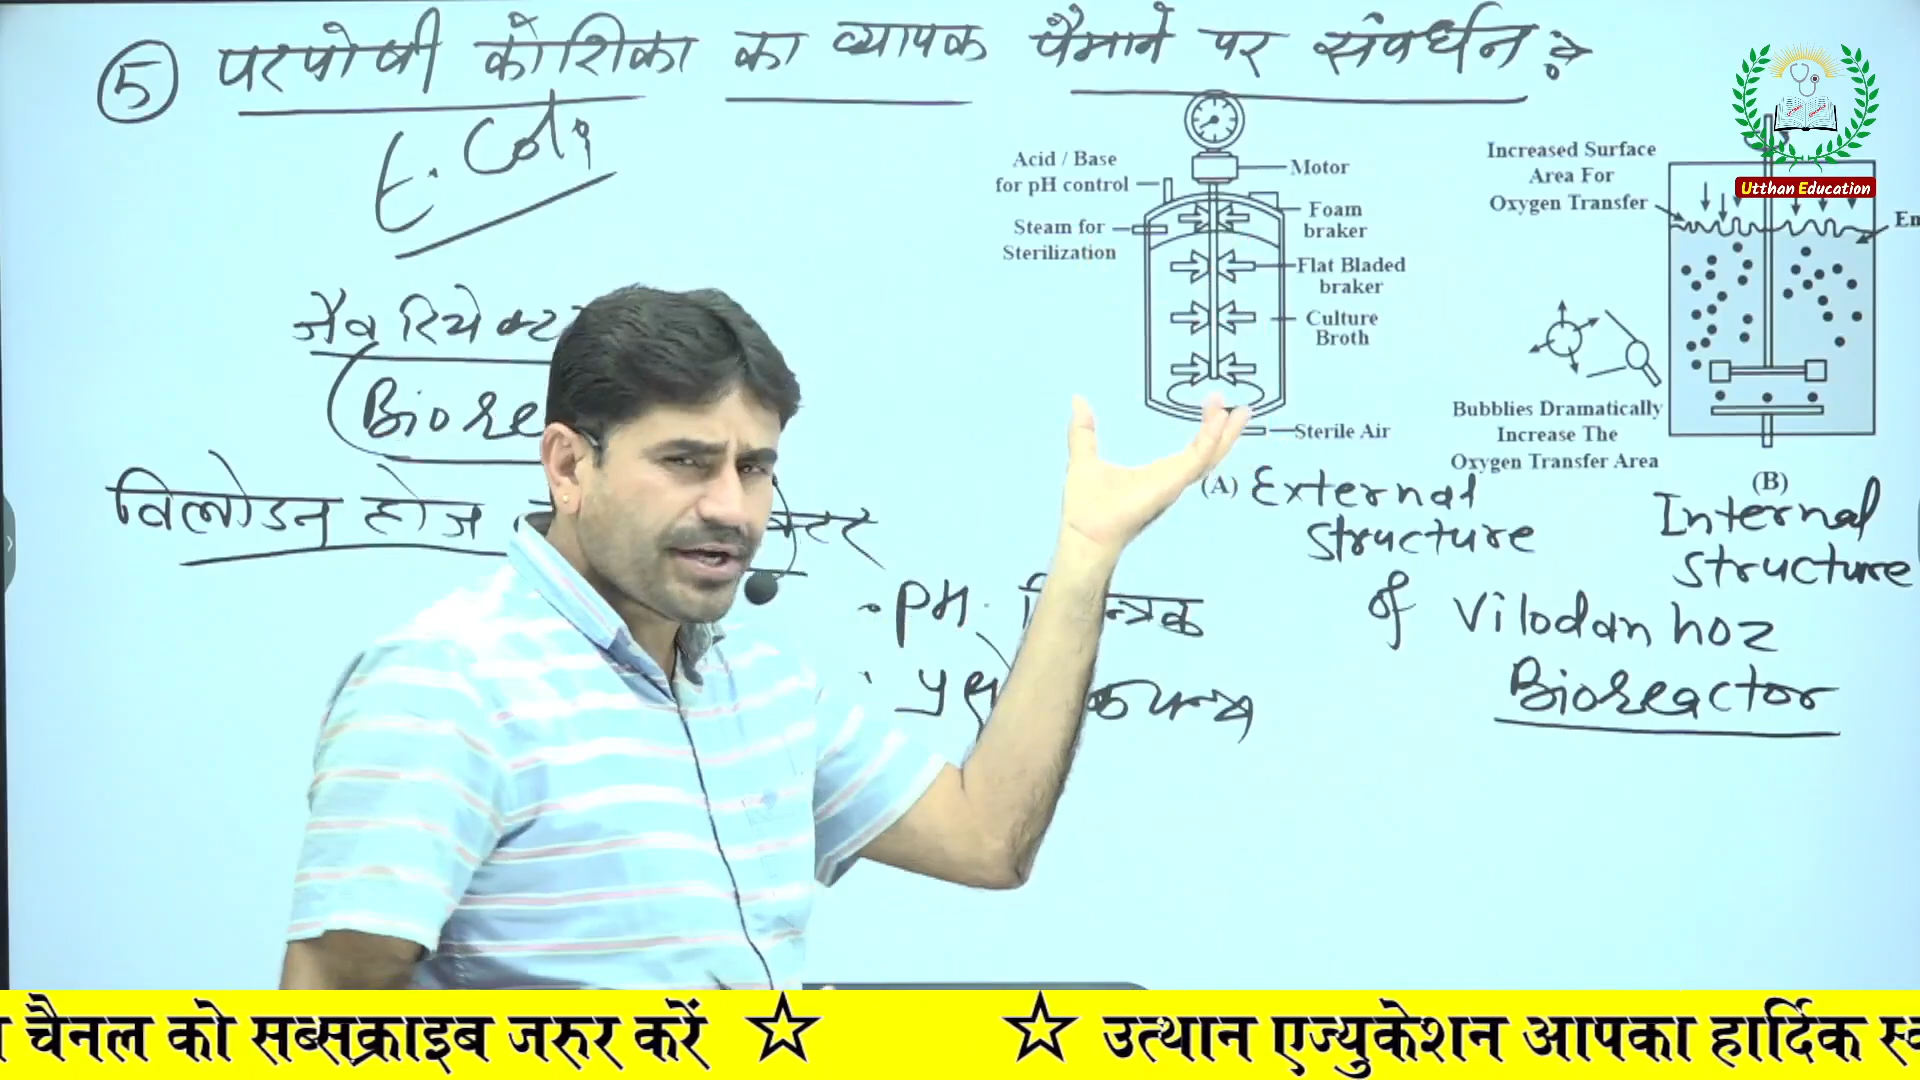 ⑤ परपोषी कोशिका का व्यापक पैमाने पर संवर्धन :-
E. Coli
जैव रियेक्ट
(Biore
विलोडन होज
क्टर
• PH नियन्त्रक
Acid / Base
for pH control
Steam for
Sterilization
Motor
Foam
braker
Flat Bladed
braker
Culture
Broth
Sterile Air
(A) External
structure
Increased Surface
Area For
Oxygen Transfer
Em
Bubblies Dramatically
Increase The
Oxygen Transfer Area
(B)
Internal
structure
of Vilodan hoz
Bioreactor
Utthan Education
चैनल को सब्सक्राइब जरुर करें ☆ ☆ उत्थान एज्युकेशन आपका हार्दिक स्व